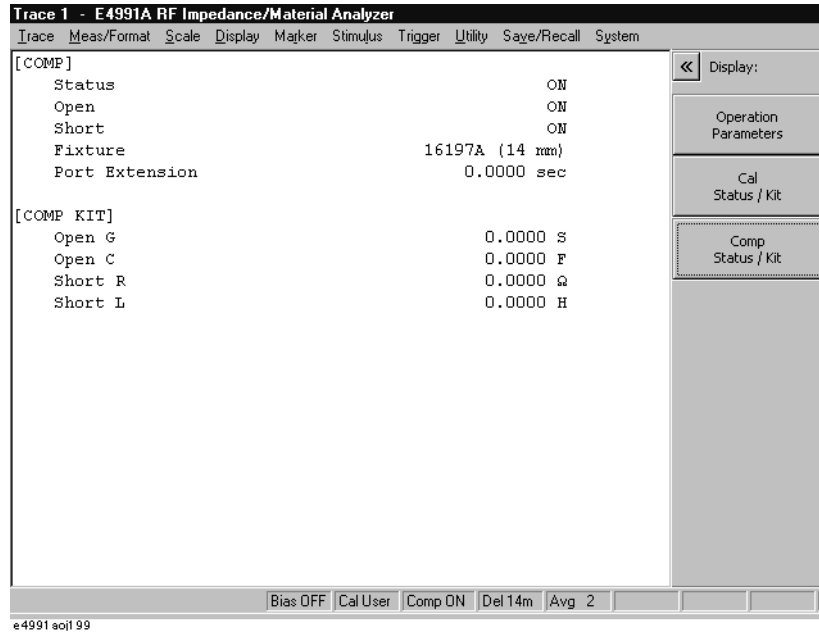 Trace 1 - E4991A RF Impedance/Material Analyzer
Trace Meas/Format Scale Display Marker Stimulus Trigger Utility Save/Recall System
[COMP]
Status ON
Open ON
Short ON
Fixture 16197A (14 mm)
Port Extension 0.0000 sec
[COMP KIT]
Open G 0.0000 S
Open C 0.0000 F
Short R 0.0000 Ω
Short L 0.0000 H
« Display:
Operation
Parameters
Cal
Status / Kit
Comp
Status / Kit
Bias OFF Cal User Comp ON Del 14m Avg 2
e4991aoj199